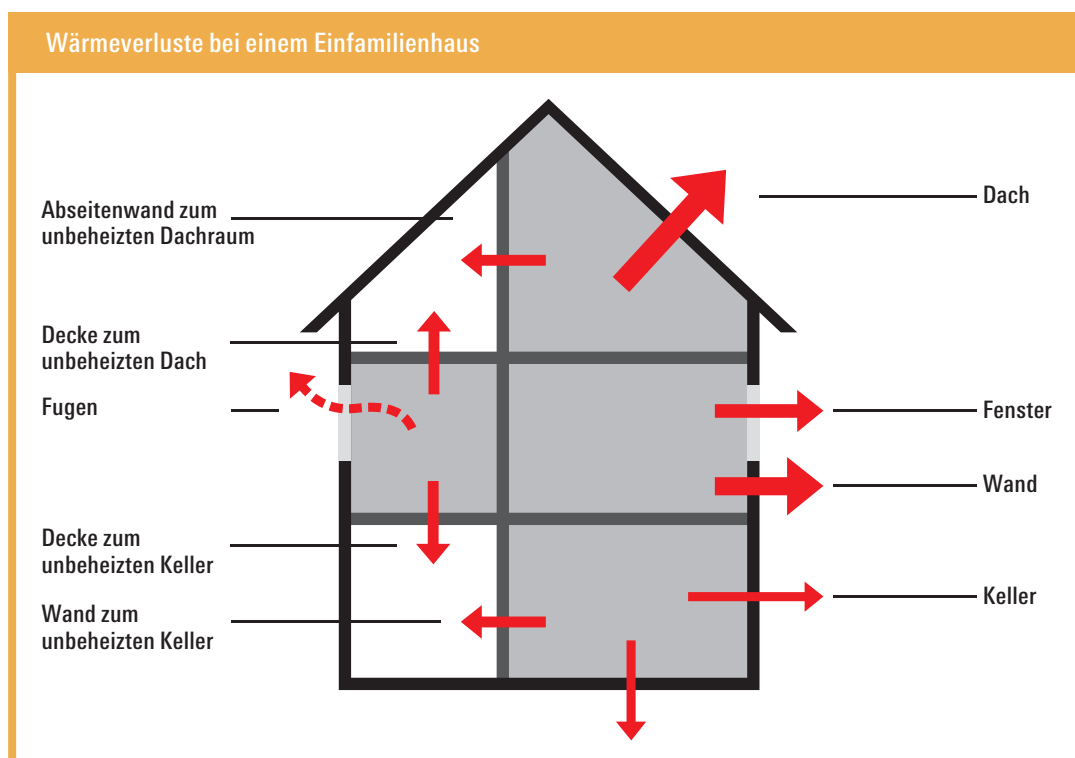 Wärmeverluste bei einem Einfamilienhaus
Abseitenwand zum
unbeheizten Dachraum
Decke zum
unbeheizten Dach
Fugen
Decke zum
unbeheizten Keller
Wand zum
unbeheizten Keller
Dach
Fenster
Wand
Keller